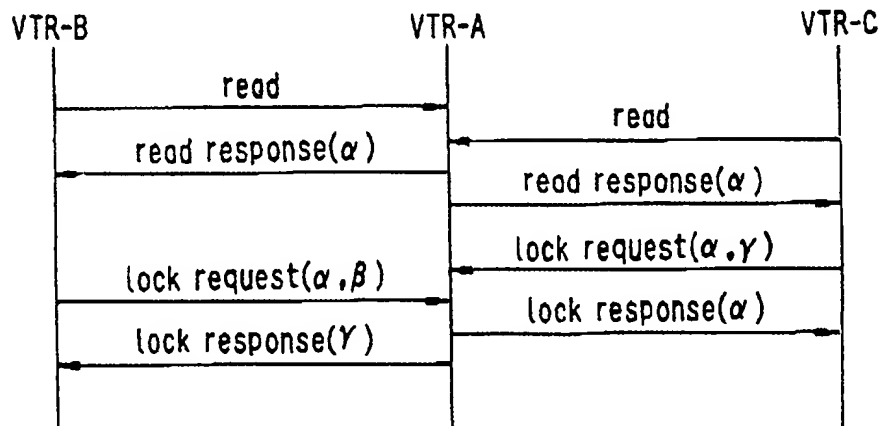 VTR-B VTR-A VTR-C
read
read
read response(α)
read response(α)
lock request(α,γ)
lock request(α,β)
lock response(α)
lock response(γ)